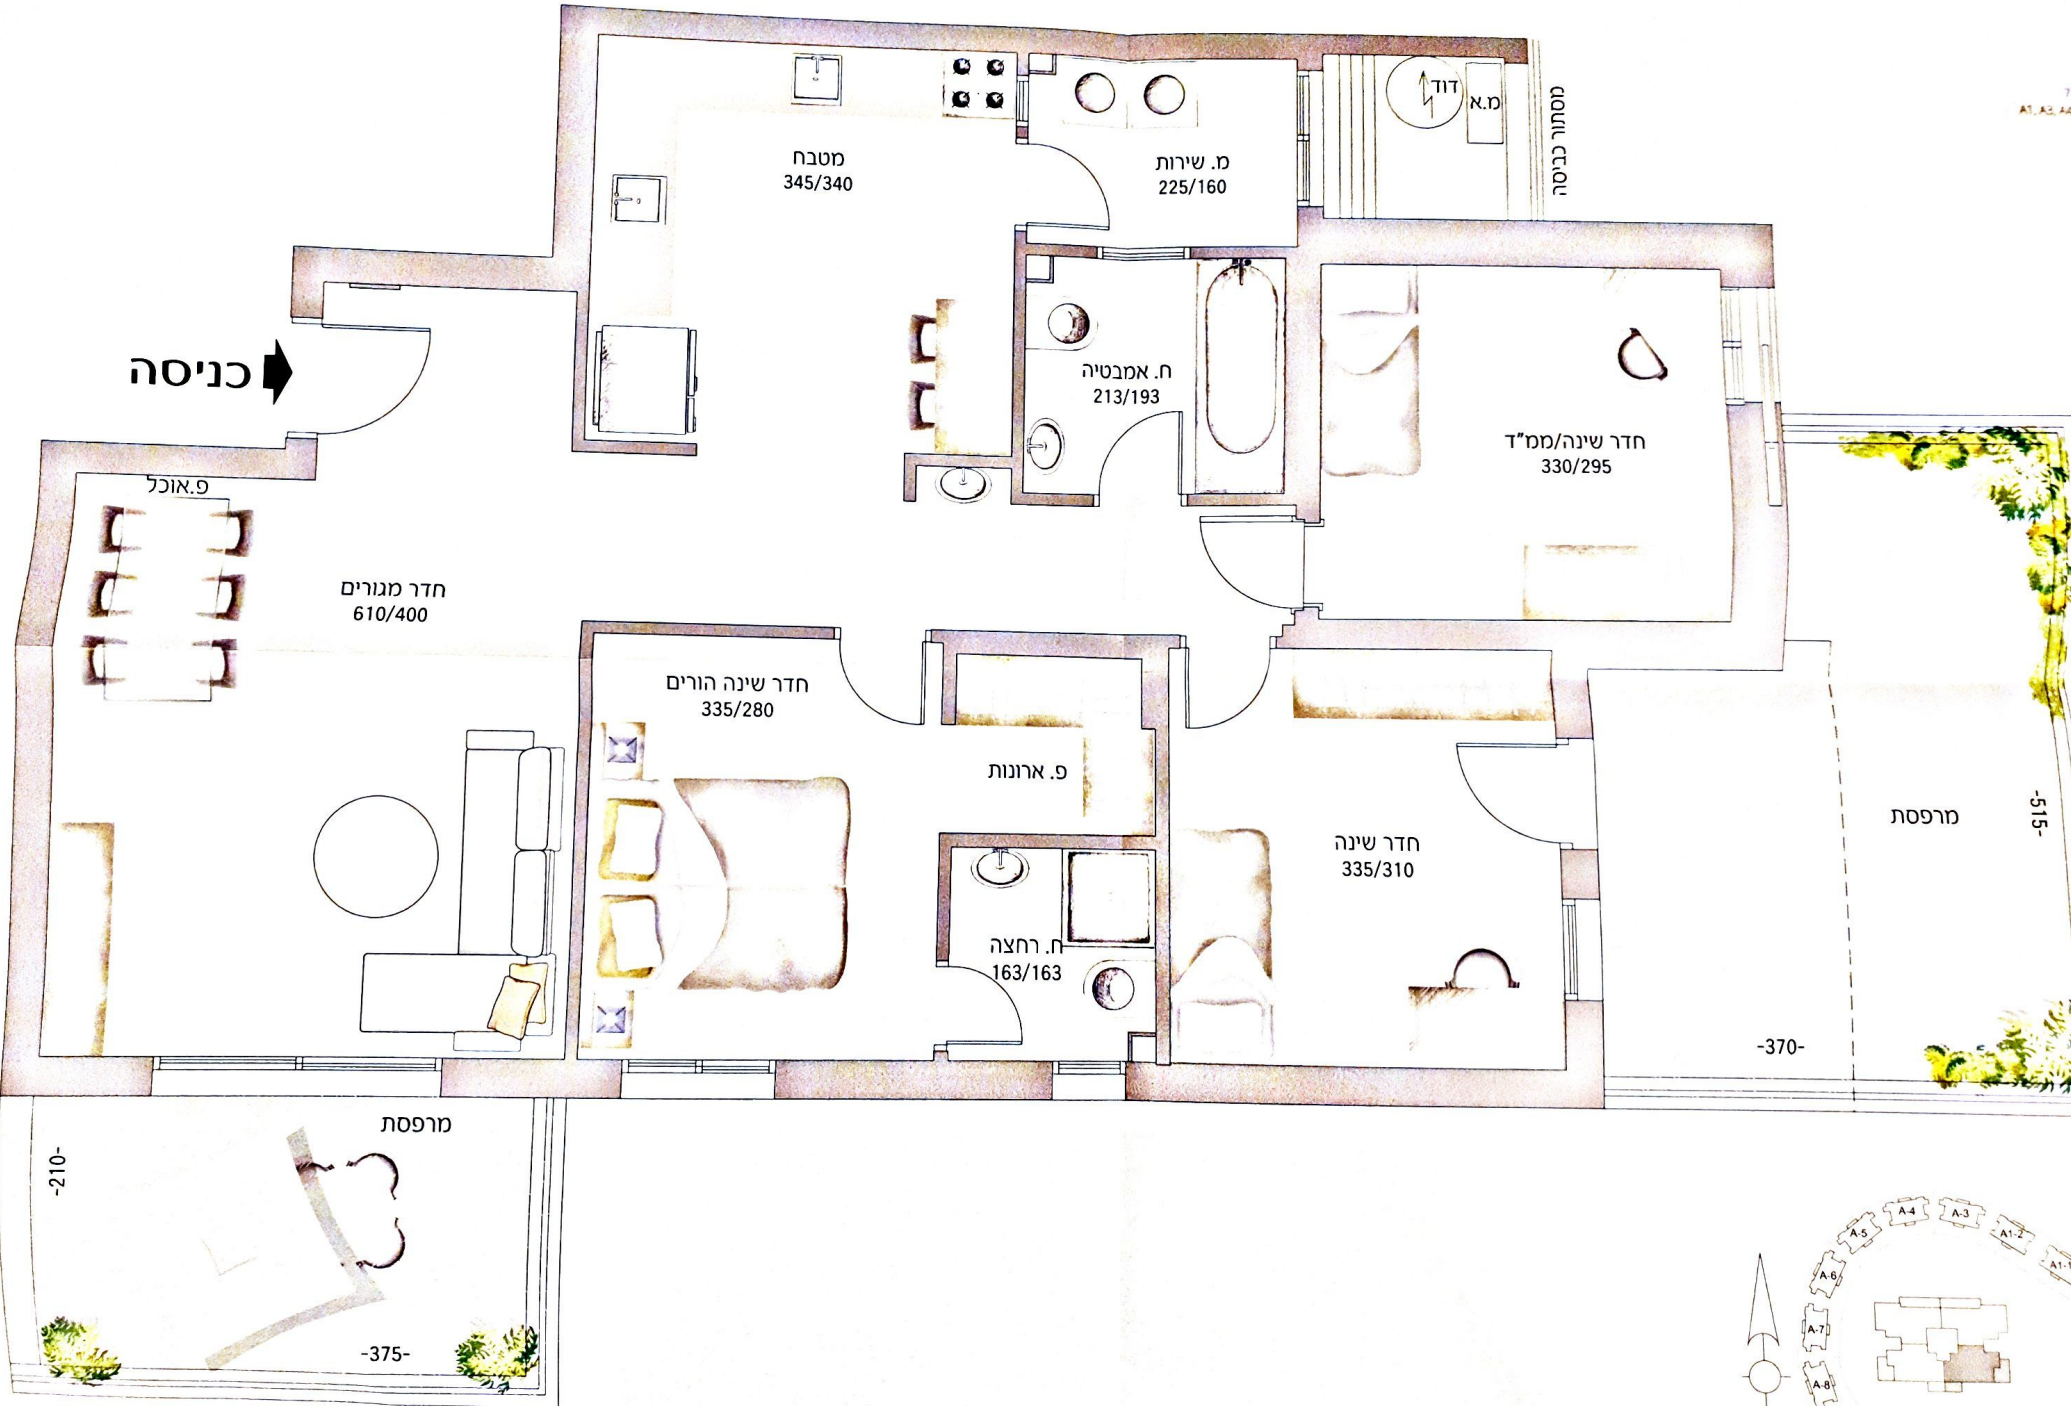 דוד
מ.א
מסתור כביסה
מטבח
345/340
מ. שירות
225/160
כניסה
ח. אמבטיה
213/193
חדר שינה/ממ"ד
330/295
פ.אוכל
חדר מגורים
610/400
חדר שינה הורים
335/280
פ. ארונות
חדר שינה
335/310
מרפסת
-515-
ח. רחצה
163/163
-370-
מרפסת
-210-
-375-
A-3
A-4
A-5
A-6
A-7
A-8
A1-2